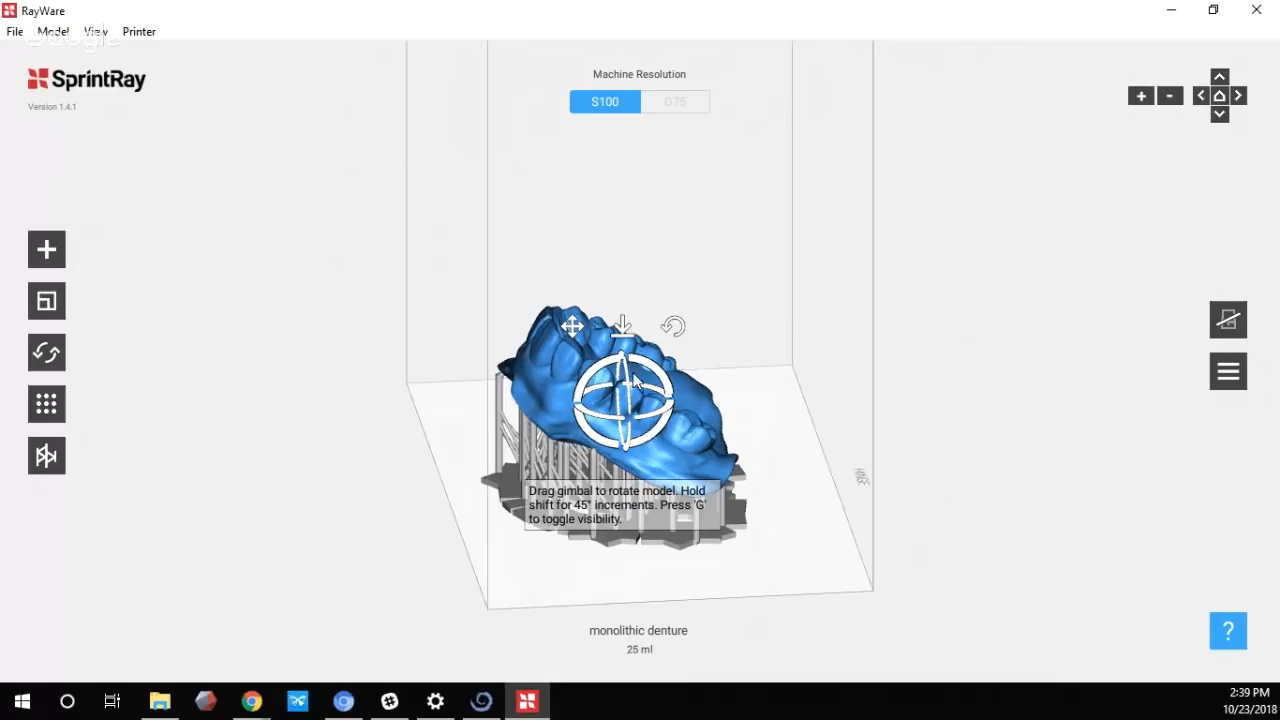 RayWare
File Model View Printer
Google
SprintRay
Version 1.4.1
Machine Resolution
S100 D75
Drag gimbal to rotate model. Hold
shift for 45° increments. Press 'G'
to toggle visibility.
monolithic denture
25 ml
?
2:39 PM
10/23/2018